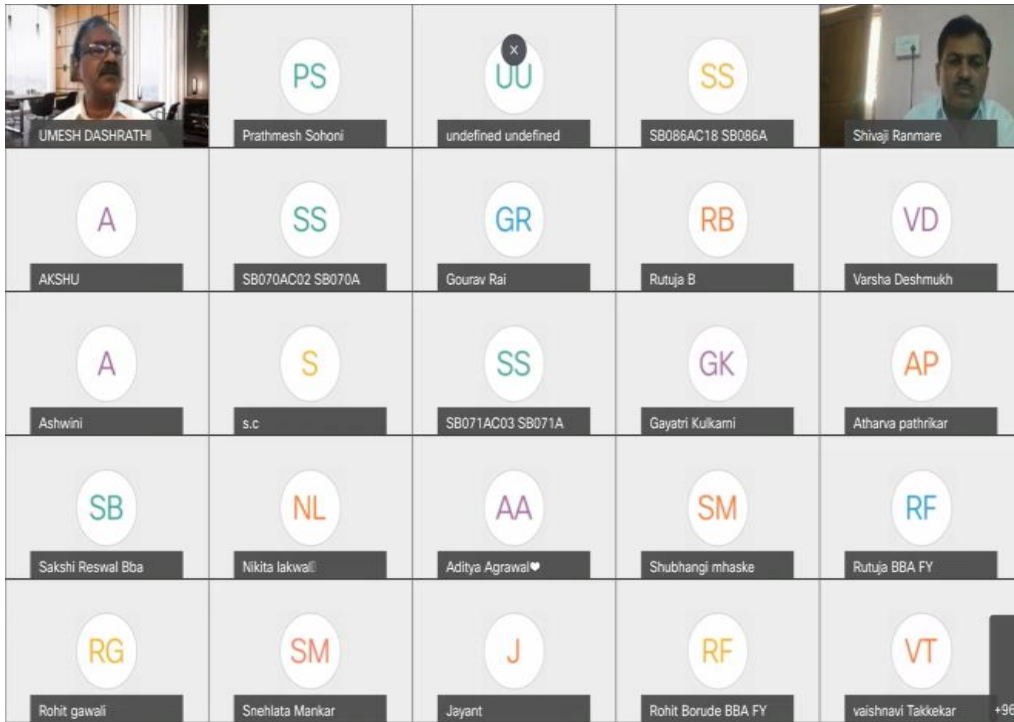 UMESH DASHRATHI
PS
Prathmesh Sohoni
UU
undefined undefined
SS
SB086AC18 SB086A
Shivaji Ranmare
A
AKSHU
SS
SB070AC02 SB070A
GR
Gourav Rai
RB
Rutuja B
VD
Varsha Deshmukh
A
Ashwini
S
s.c
SS
SB071AC03 SB071A
GK
Gayatri Kulkarni
AP
Atharva pathrikar
SB
Sakshi Reswal Bba
NL
Nikita lakwal
AA
Aditya Agrawal♥
SM
Shubhangi mhaske
RF
Rutuja BBA FY
RG
Rohit gawali
SM
Snehlata Mankar
J
Jayant
RF
Rohit Borude BBA FY
VT
vaishnavi Takkekar
+96